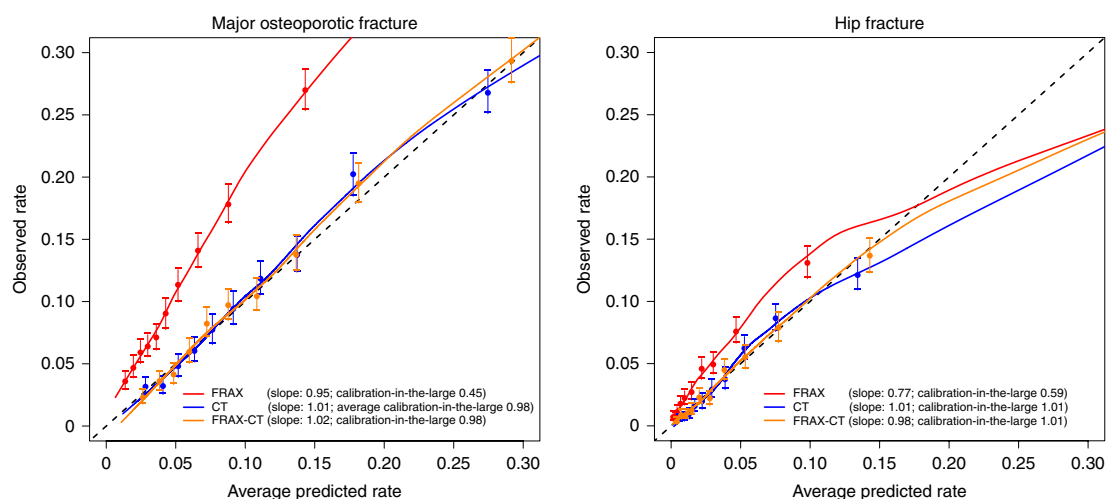 Major osteoporotic fracture
0.30
0.25
0.20
0.15
0.10
0.05
0
Observed rate
FRAX (slope: 0.95; calibration-in-the-large 0.45)
CT (slope: 1.01; average calibration-in-the-large 0.98)
FRAX-CT (slope: 1.02; calibration-in-the-large 0.98)
0 0.05 0.10 0.15 0.20 0.25 0.30
Average predicted rate
Hip fracture
0.30
0.25
0.20
0.15
0.10
0.05
0
Observed rate
FRAX (slope: 0.77; calibration-in-the-large 0.59)
CT (slope: 1.01; calibration-in-the-large 1.01)
FRAX-CT (slope: 0.98; calibration-in-the-large 1.01)
0 0.05 0.10 0.15 0.20 0.25 0.30
Average predicted rate